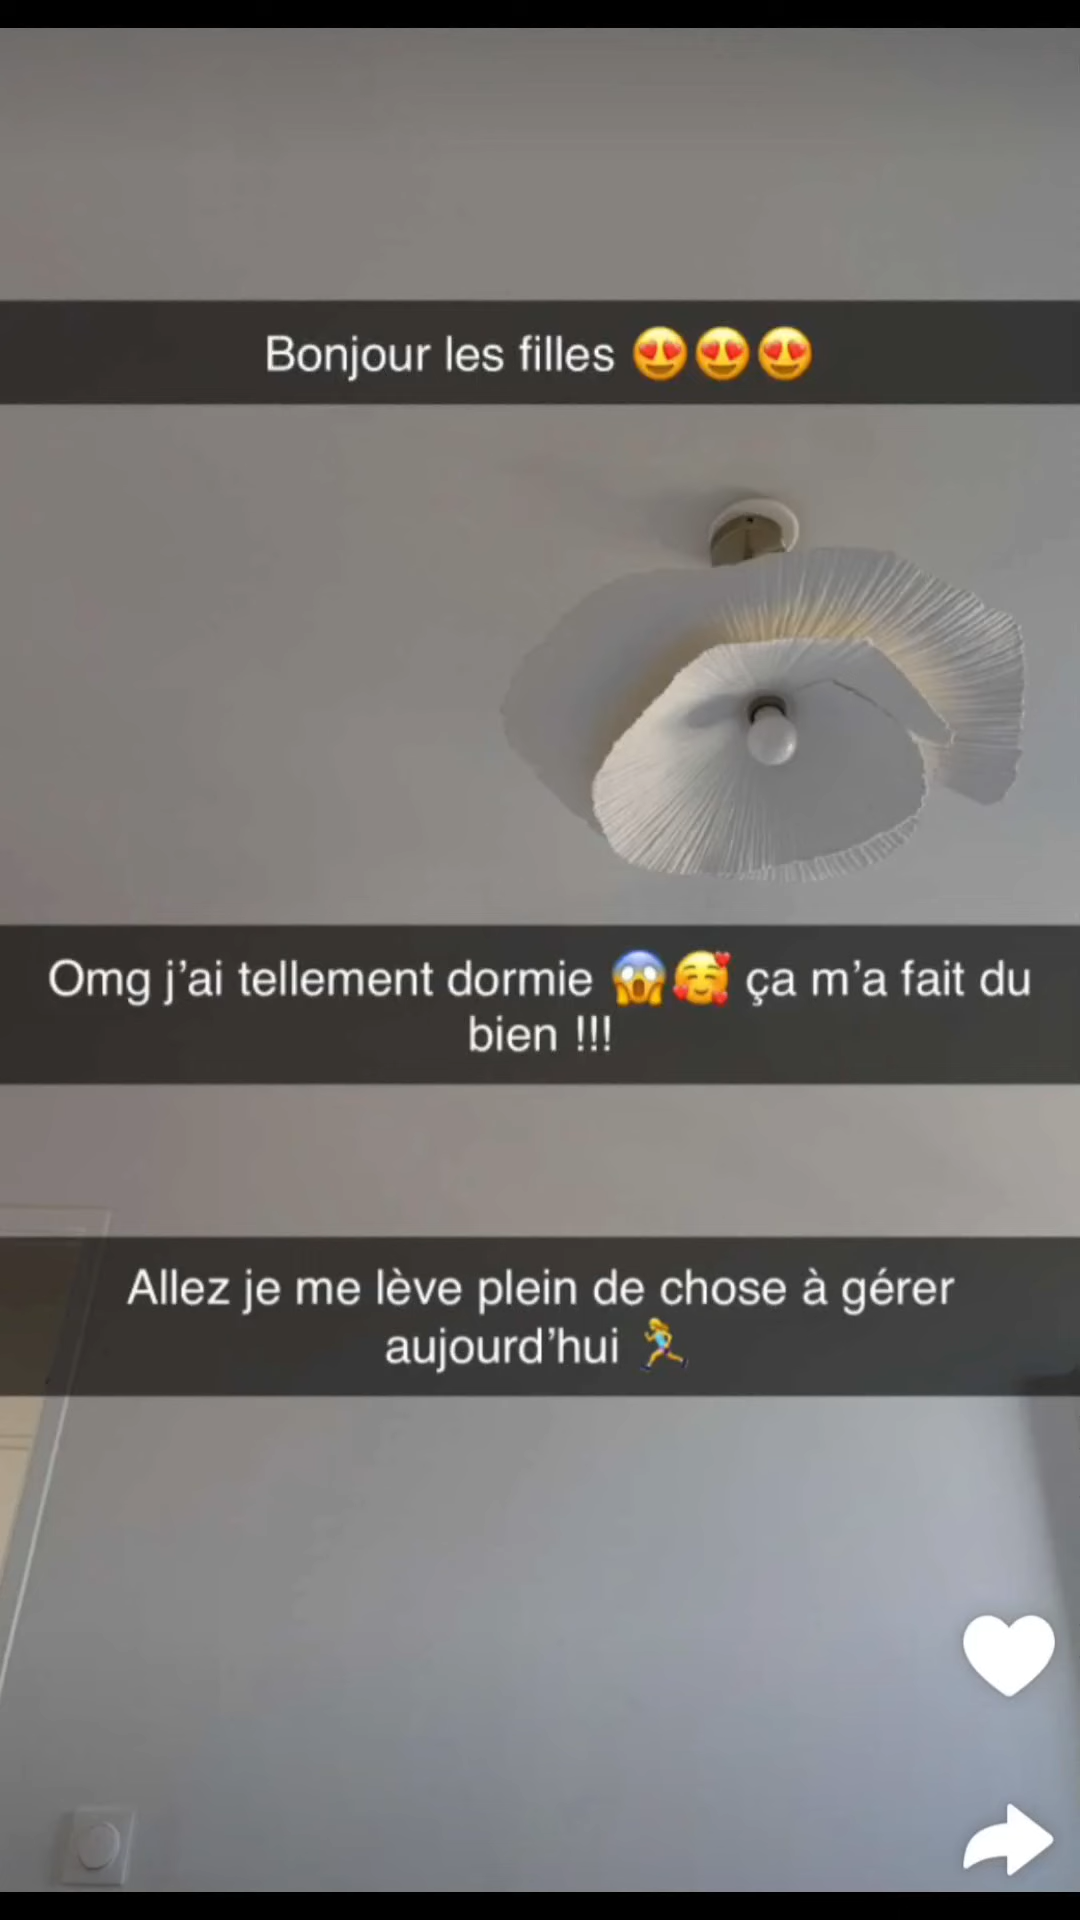 Bonjour les filles 😍😍😍
Omg j’ai tellement dormie 😱🥰 ça m’a fait du
bien !!!
Allez je me lève plein de chose à gérer
aujourd’hui 🏃‍♀️